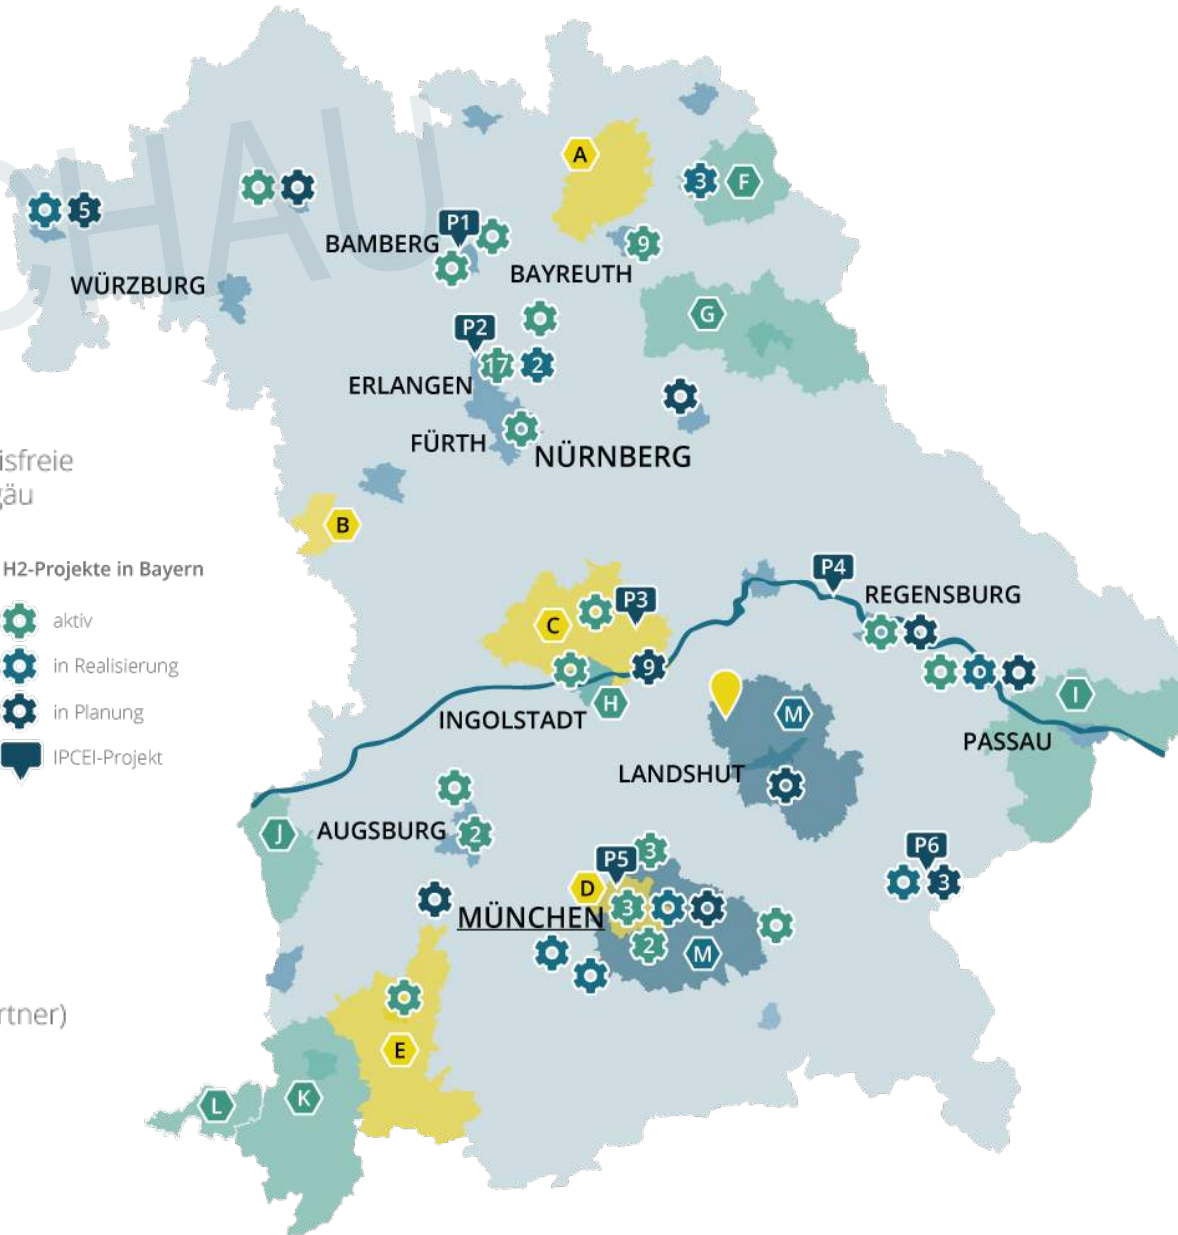 CHAU
A
3 F
5
P1
BAMBERG
9
BAYREUTH
WÜRZBURG
G
P2
17 2
ERLANGEN
FÜRTH
NÜRNBERG
isfreie
gäu
B
H2-Projekte in Bayern
aktiv
in Realisierung
in Planung
IPCEI-Projekt
P4
REGENSBURG
P3
C
9
H
INGOLSTADT
I
M
PASSAU
LANDSHUT
J
AUGSBURG
2
3
P5
P6
3
D
3
MÜNCHEN
2
M
rtner)
E
K
L